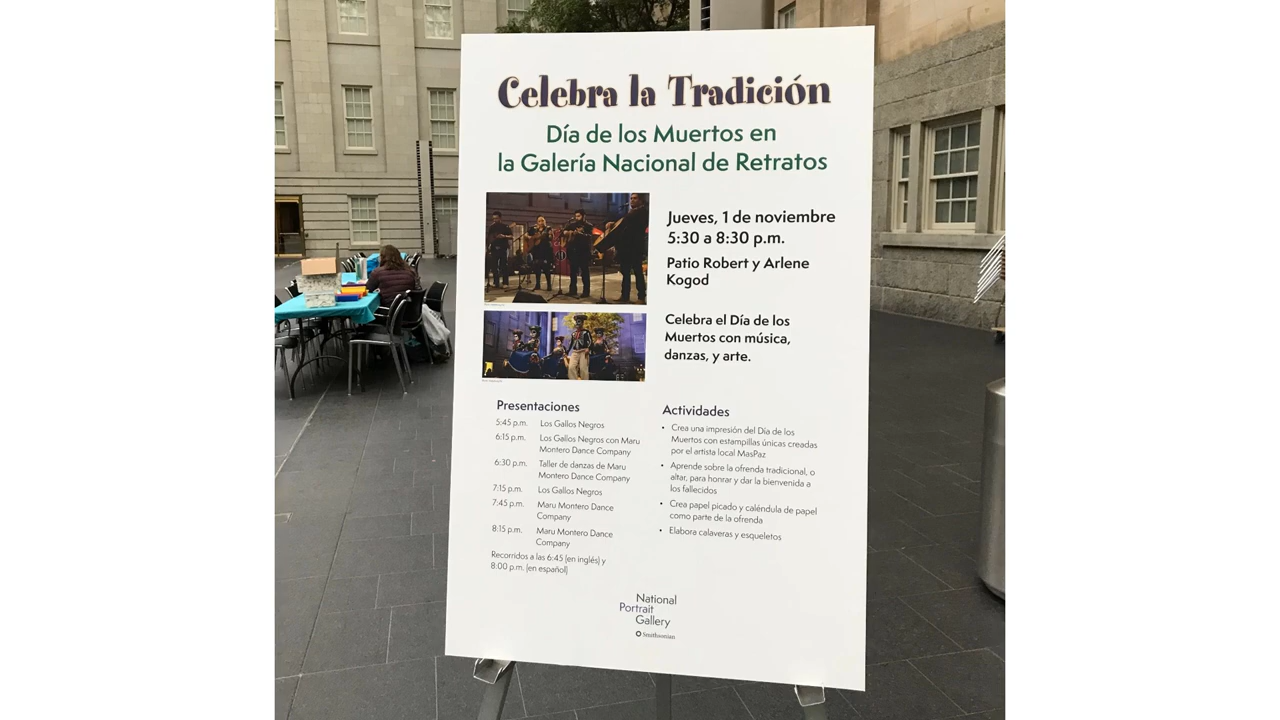 Celebra la Tradición
Día de los Muertos en
la Galería Nacional de Retratos
Jueves, 1 de noviembre
5:30 a 8:30 p.m.
Patio Robert y Arlene
Kogod
Celebra el Día de los
Muertos con música,
danzas, y arte.
Presentaciones
5:45 p.m. Los Gallos Negros
6:15 p.m. Los Gallos Negros con Maru
Montero Dance Company
6:30 p.m. Taller de danzas de Maru
Montero Dance Company
7:15 p.m. Los Gallos Negros
7:45 p.m. Maru Montero Dance
Company
8:15 p.m. Maru Montero Dance
Company
Recorridos a las 6:45 (en inglés) y
8:00 p.m. (en español)
Actividades
• Crea una impresión del Día de los
Muertos con estampillas únicas creadas
por el artista local MasPaz
• Aprende sobre la ofrenda tradicional, o
altar, para honrar y dar la bienvenida a
los fallecidos
• Crea papel picado y caléndula de papel
como parte de la ofrenda
• Elabora calaveras y esqueletos
National
Portrait
Gallery
Smithsonian